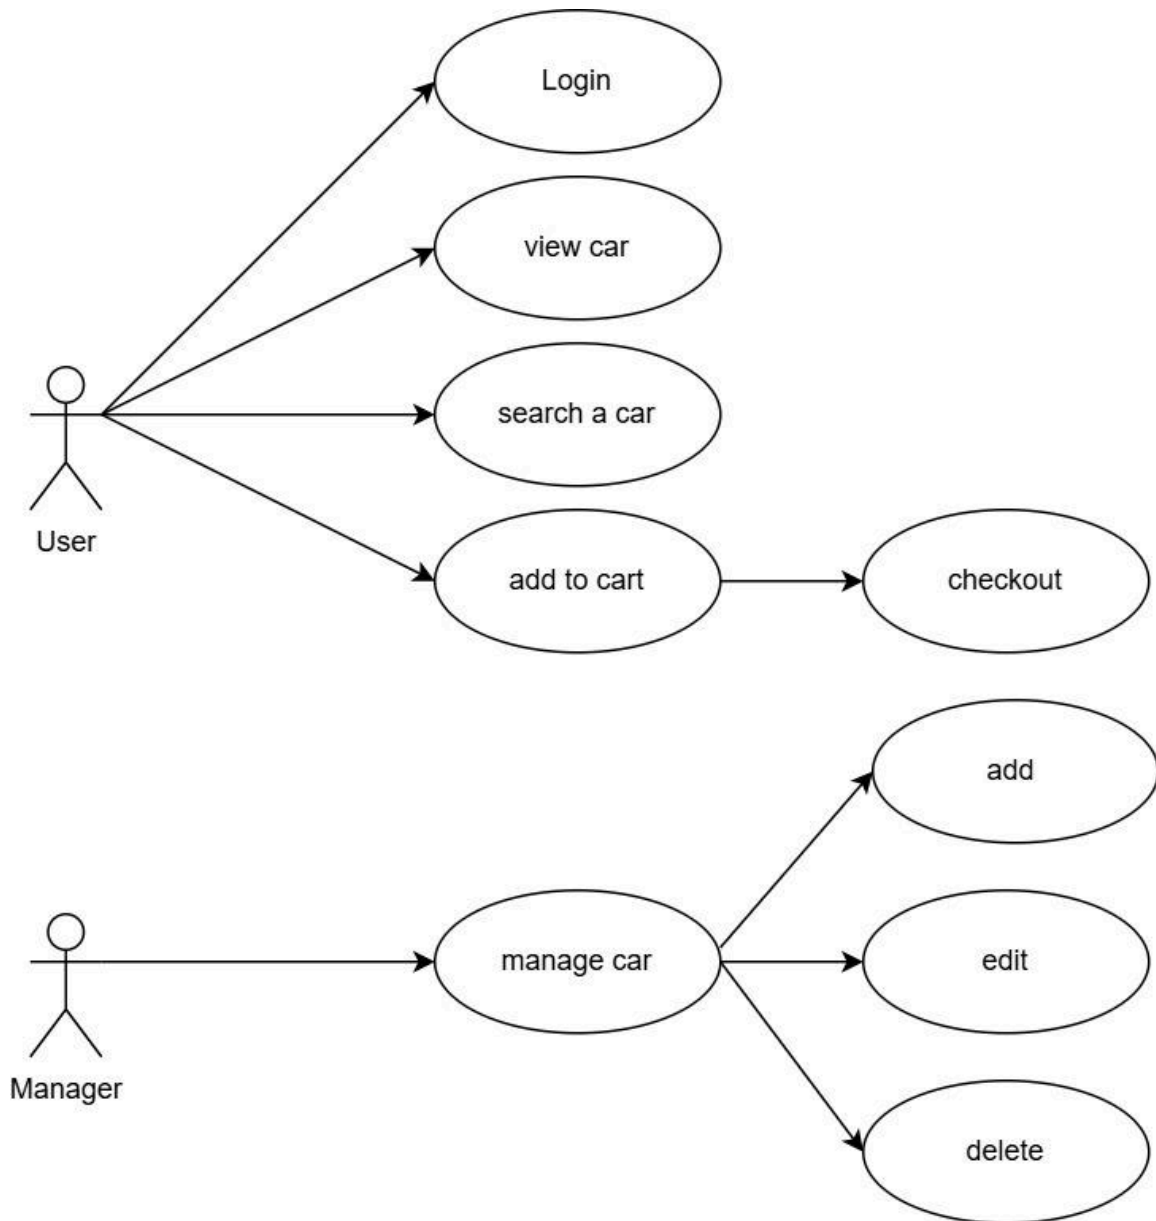 Login
view car
search a car
User
add to cart
checkout
add
manage car
edit
Manager
delete